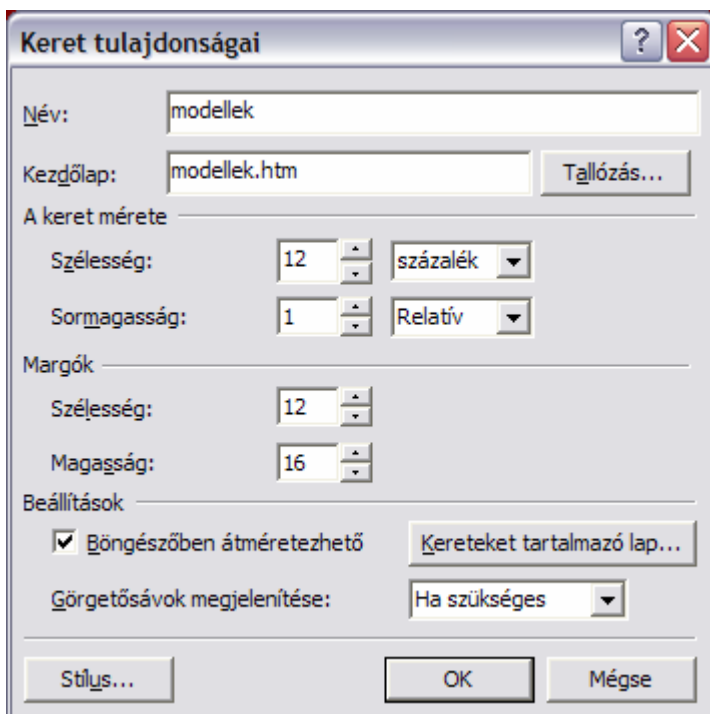 Keret tulajdonságai
Név: modellek
Kezdőlap: modellek.htm Tallózás...
A keret mérete
Szélesség: 12 százalék
Sormagasság: 1 Relatív
Margók
Szélesség: 12
Magasság: 16
Beállítások
Böngészőben átméretezhető Kereteket tartalmazó lap...
Görgetősávok megjelenítése: Ha szükséges
Stílus... OK Mégse